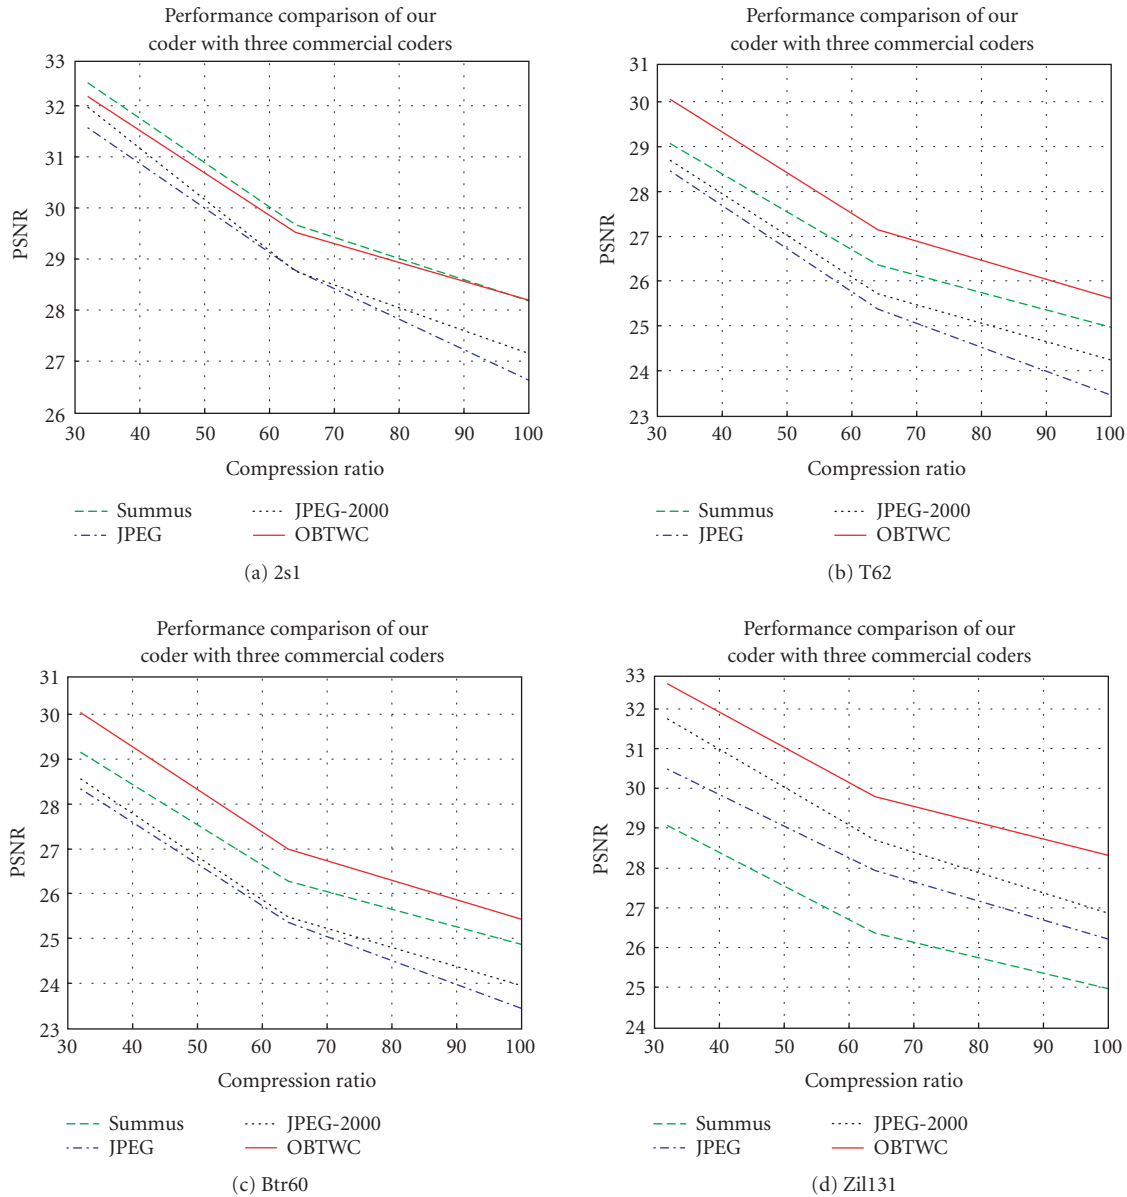 Performance comparison of our
coder with three commercial coders
33
32
31
30
29
28
27
26
PSNR
30 40 50 60 70 80 90 100
Compression ratio
Summus JPEG-2000
JPEG OBTWC
(a) 2s1
Performance comparison of our
coder with three commercial coders
31
30
29
28
27
26
25
24
23
PSNR
30 40 50 60 70 80 90 100
Compression ratio
Summus JPEG-2000
JPEG OBTWC
(b) T62
Performance comparison of our
coder with three commercial coders
31
30
29
28
27
26
25
24
23
PSNR
30 40 50 60 70 80 90 100
Compression ratio
Summus JPEG-2000
JPEG OBTWC
(c) Btr60
Performance comparison of our
coder with three commercial coders
33
32
31
30
29
28
27
26
25
24
PSNR
30 40 50 60 70 80 90 100
Compression ratio
Summus JPEG-2000
JPEG OBTWC
(d) Zil131